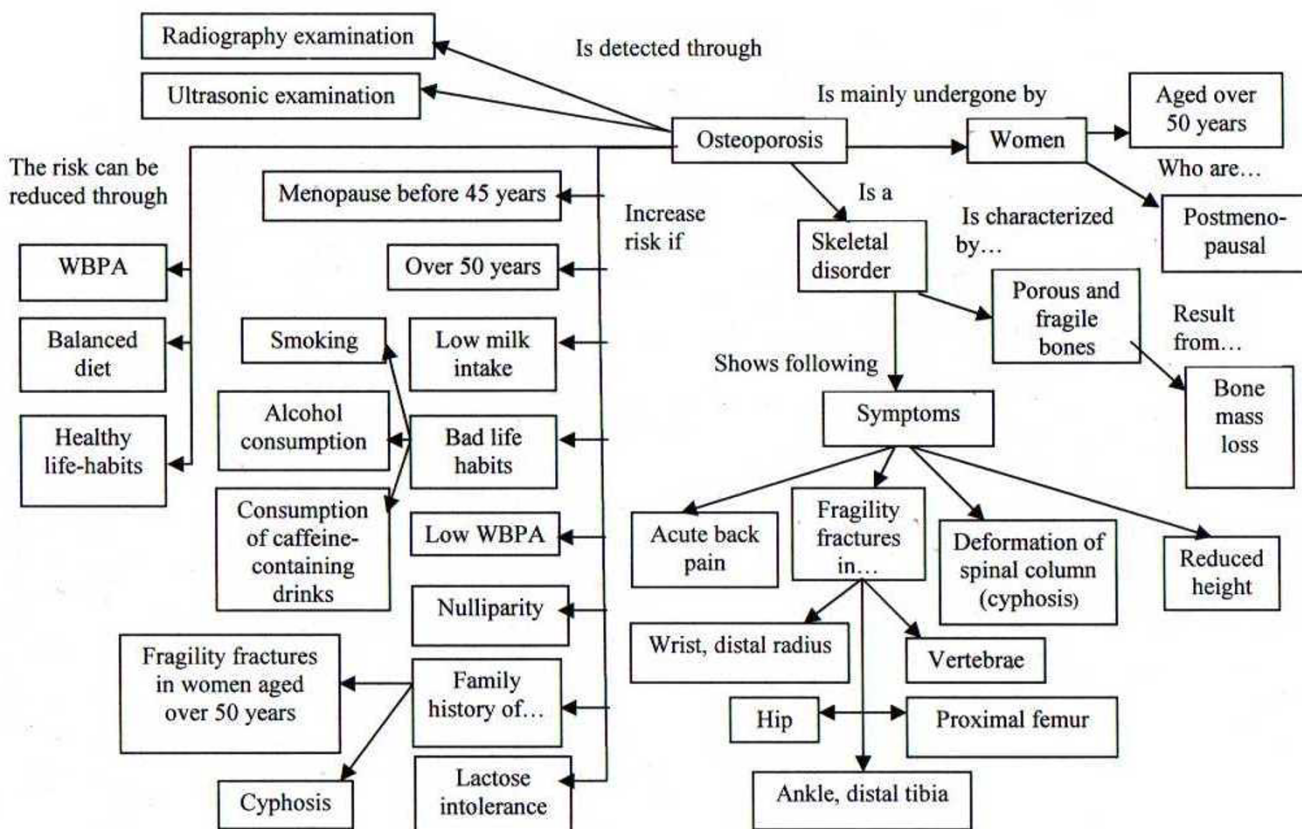 Radiography examination
Is detected through
Ultrasonic examination
Is mainly undergone by
Aged over
50 years
Osteoporosis
Women
The risk can be
reduced through
Who are…
Menopause before 45 years
Increase
risk if
Is a
Is characterized
by…
Postmeno-
pausal
WBPA
Over 50 years
Skeletal
disorder
Porous and
fragile
bones
Result
from…
Balanced
diet
Smoking
Low milk
intake
Shows following
Bone
mass
loss
Alcohol
consumption
Symptoms
Healthy
life-habits
Bad life
habits
Consumption
of caffeine-
containing
drinks
Low WBPA
Acute back
pain
Fragility
fractures
in…
Deformation of
spinal column
(cyphosis)
Reduced
height
Nulliparity
Wrist, distal radius
Vertebrae
Fragility fractures
in women aged
over 50 years
Family
history of…
Hip
Proximal femur
Cyphosis
Lactose
intolerance
Ankle, distal tibia